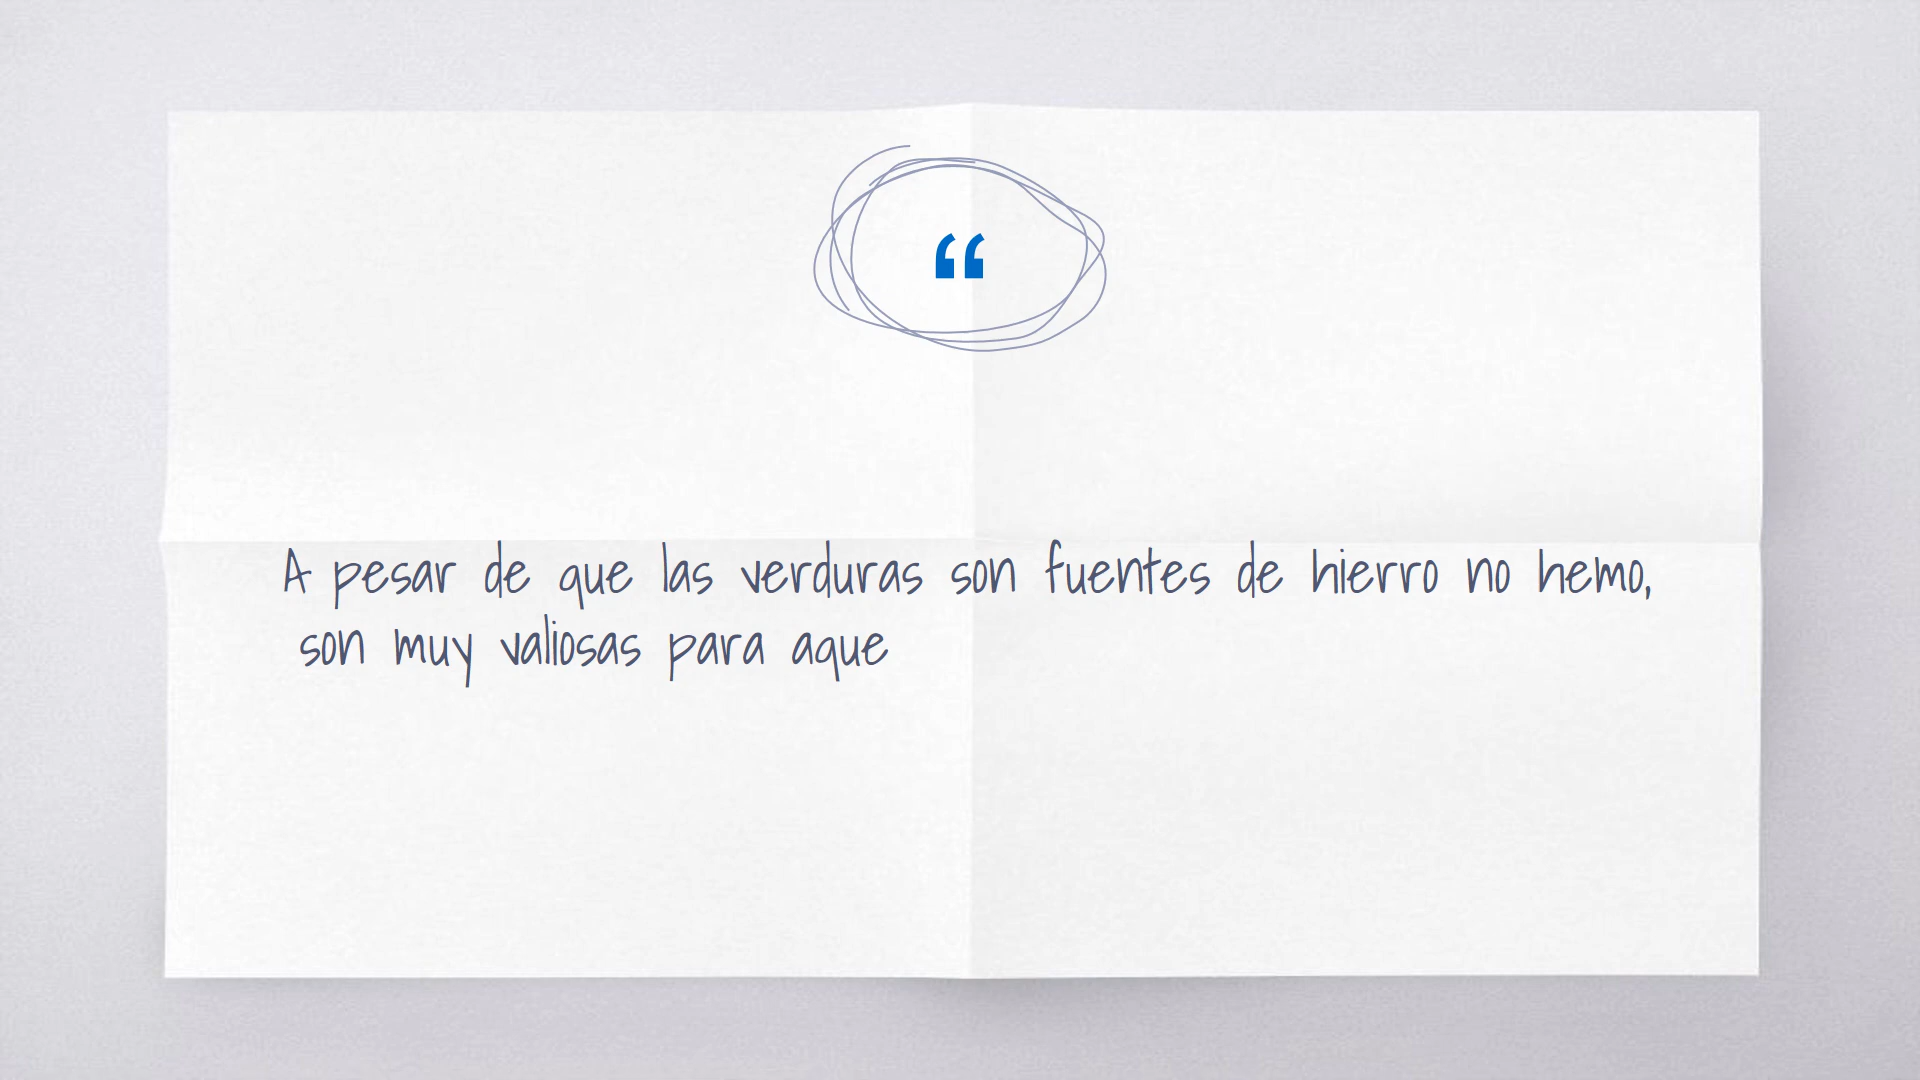 “
A pesar de que las verduras son fuentes de hierro no hemo,
son muy valiosas para aque